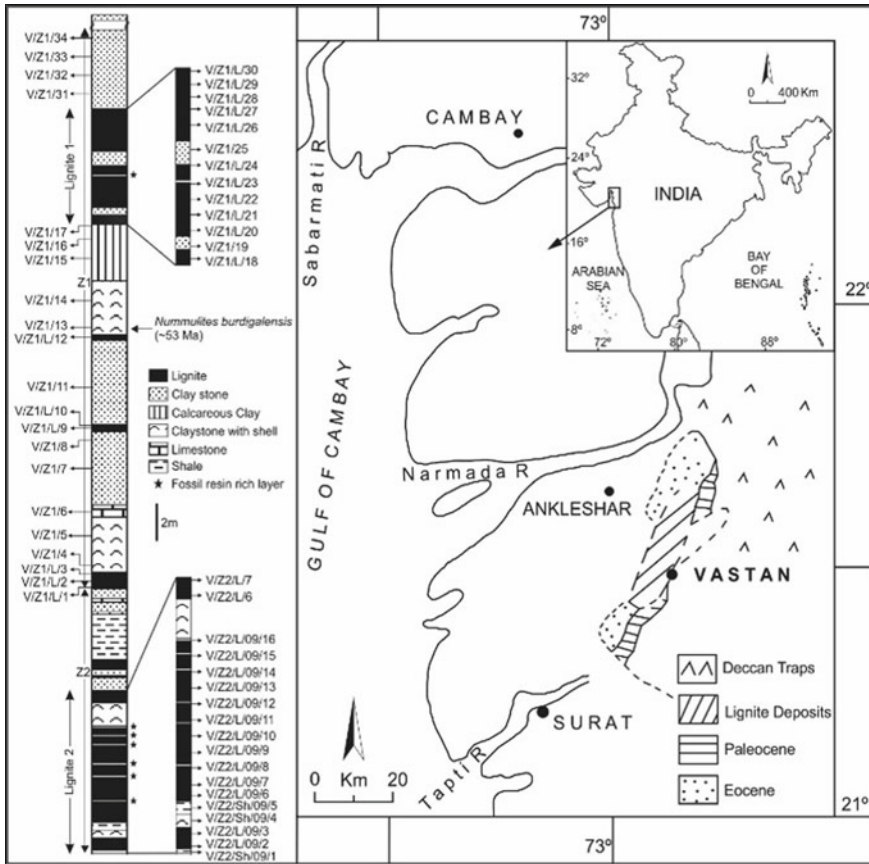 V/Z1/34
V/Z1/33
V/Z1/32
V/Z1/31
Lignite 1
V/Z1/17
V/Z1/16
V/Z1/15
Z1
V/Z1/14
V/Z1/13
V/Z1/L/12
V/Z1/11
V/Z1/L/10
V/Z1/L/9
V/Z1/8
V/Z1/7
V/Z1/6
V/Z1/5
V/Z1/4
V/Z1/L/3
V/Z1/L/2
V/Z1/L/1
Z2
Lignite 2
V/Z1/L/30
V/Z1/L/29
V/Z1/L/28
V/Z1/L/27
V/Z1/L/26
V/Z1/25
V/Z1/L/24
V/Z1/L/23
V/Z1/L/22
V/Z1/L/21
V/Z1/L/20
V/Z1/19
V/Z1/L/18
Nummulites burdigalensis
(~53 Ma)
Lignite
Clay stone
Calcareous Clay
Claystone with shell
Limestone
Shale
Fossil resin rich layer
2m
V/Z2/L/7
V/Z2/L/6
V/Z2/L/09/16
V/Z2/L/09/15
V/Z2/L/09/14
V/Z2/L/09/13
V/Z2/L/09/12
V/Z2/L/09/11
V/Z2/L/09/10
V/Z2/L/09/9
V/Z2/L/09/8
V/Z2/L/09/7
V/Z2/L/09/6
V/Z2/Sh/09/5
V/Z2/Sh/09/4
V/Z2/L/09/3
V/Z2/L/09/2
V/Z2/Sh/09/1
73º
CAMBAY
Sabarmati R
GULF OF CAMBAY
Narmada R
ANKLESHAR
VASTAN
SURAT
Tapti R
Km
0 20
73º
22º
21º
32º
24º
16º
8º
72º
80º
88º
0 400 Km
INDIA
ARABIAN
SEA
BAY
OF
BENGAL
Deccan Traps
Lignite Deposits
Paleocene
Eocene